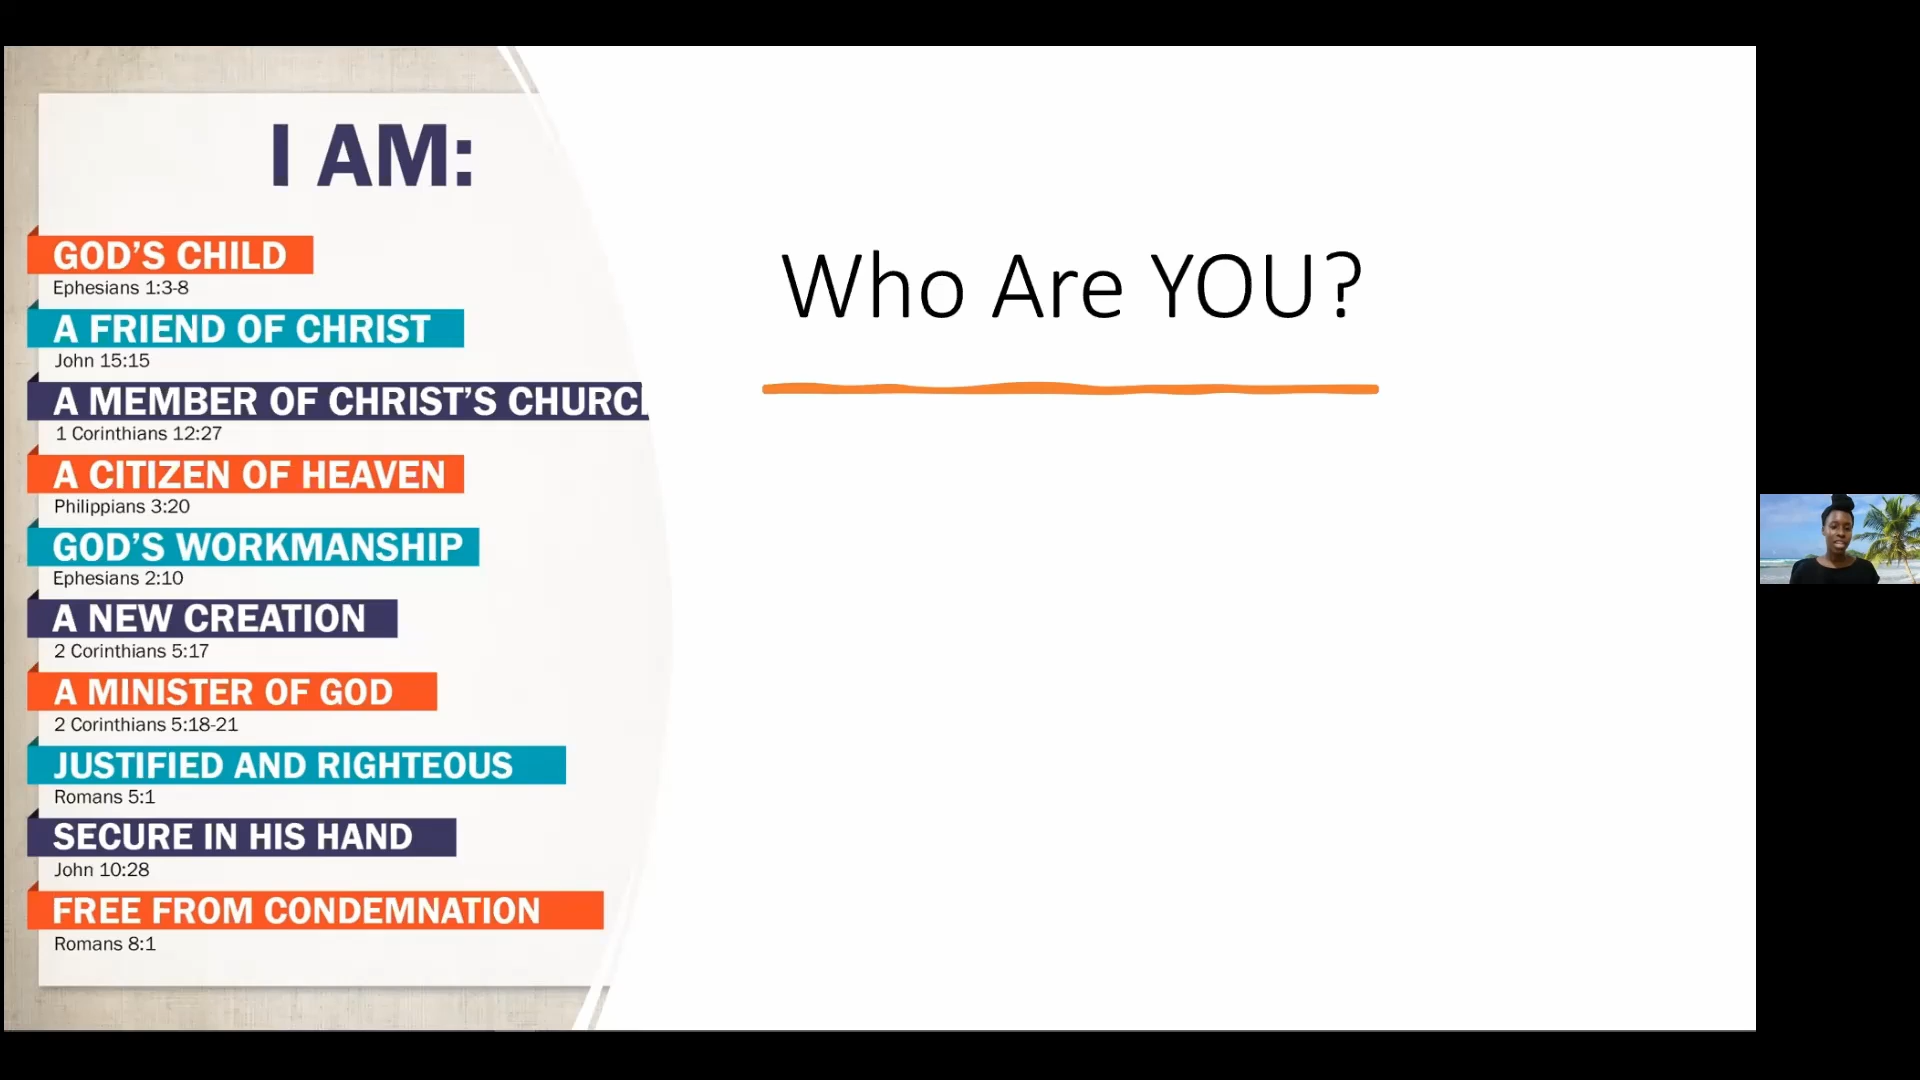 I AM:
GOD’S CHILD
Ephesians 1:3-8
A FRIEND OF CHRIST
John 15:15
A MEMBER OF CHRIST’S CHURC
1 Corinthians 12:27
A CITIZEN OF HEAVEN
Philippians 3:20
GOD’S WORKMANSHIP
Ephesians 2:10
A NEW CREATION
2 Corinthians 5:17
A MINISTER OF GOD
2 Corinthians 5:18-21
JUSTIFIED AND RIGHTEOUS
Romans 5:1
SECURE IN HIS HAND
John 10:28
FREE FROM CONDEMNATION
Romans 8:1
Who Are YOU?